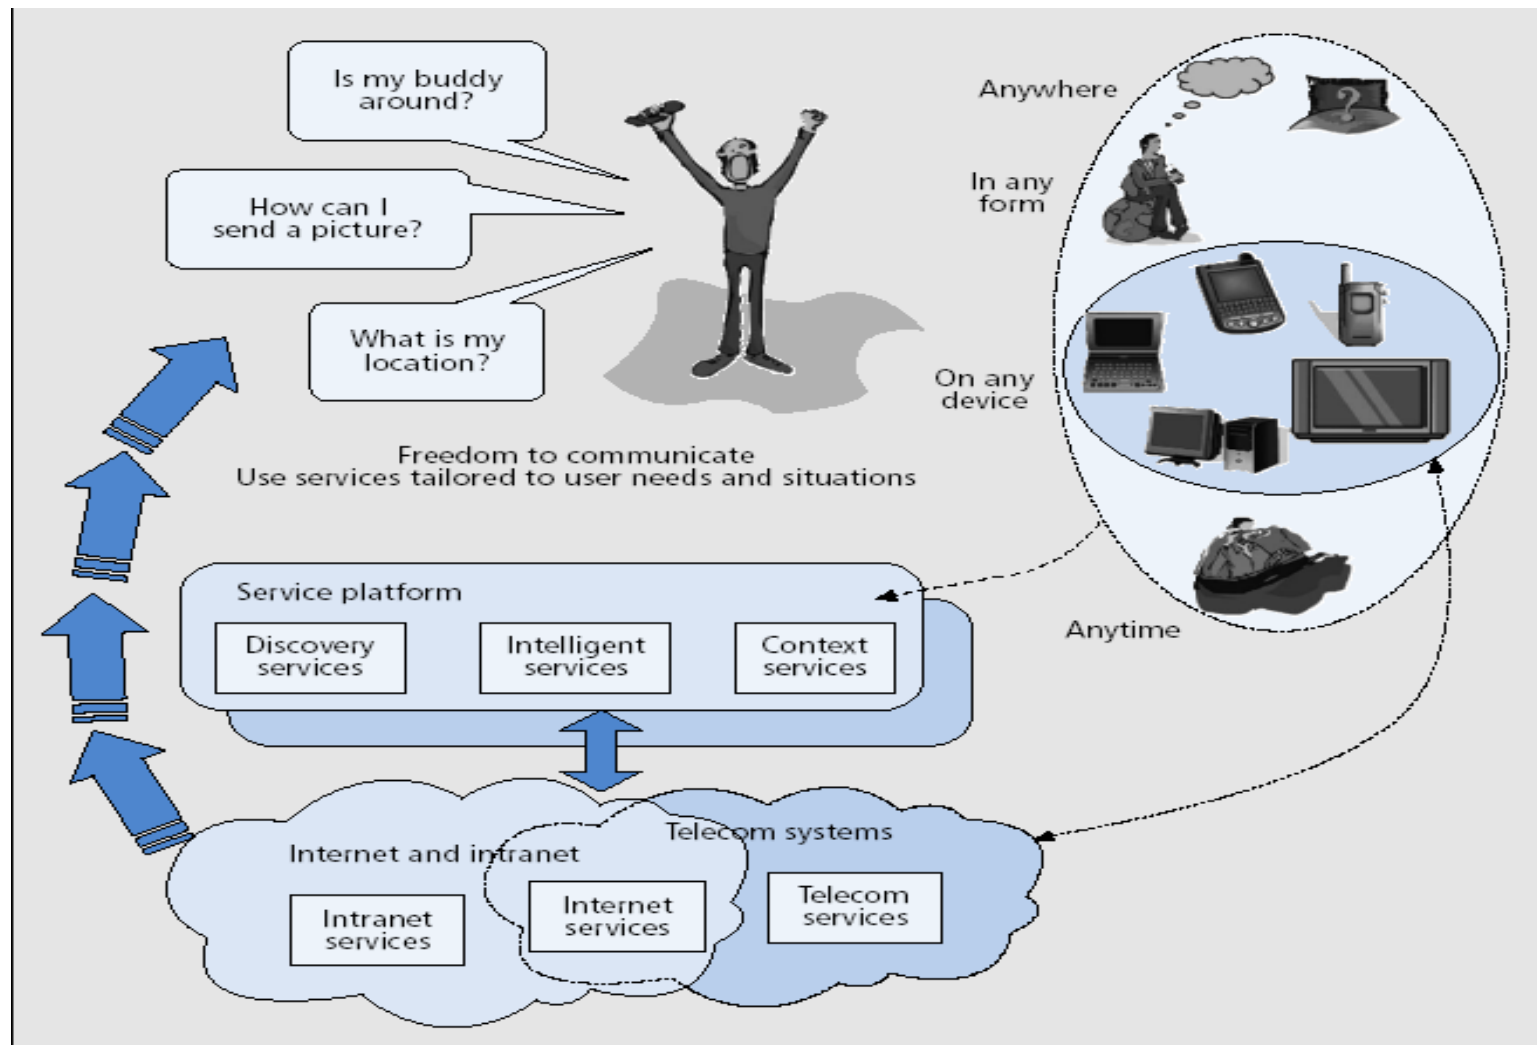 Is my buddy
around?
How can I
send a picture?
What is my
location?
Anywhere
In any
form
On any
device
Anytime
Freedom to communicate
Use services tailored to user needs and situations
Service platform
Discovery
services
Intelligent
services
Context
services
Telecom systems
Internet and intranet
Intranet
services
Internet
services
Telecom
services
?